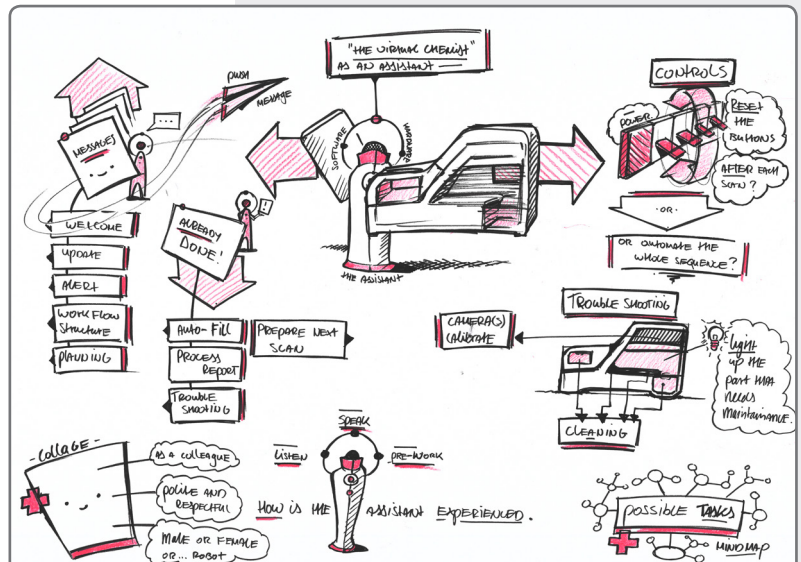 "THE VIRTUAL CHEMIST"
AS AN ASSISTANT
PUSH
MESSAGE
MESSAGES
WELCOME
UPDATE
ALERT
WORKFLOW
STRUCTURE
PLANNING
ALREADY
DONE!
AUTO-FILL
PROCESS
REPORT
TROUBLE
SHOOTING
PREPARE NEXT
SCAN
SOFTWARE
HARDWARE
THE ASSISTANT
CONTROLS
POWER
RESET
THE
BUTTONS
AFTER EACH
SCAN?
-OR-
OR AUTOMATE THE
WHOLE SEQUENCE?
TROUBLE SHOOTING
CAMERA(S)
CALIBRATE
light
UP THE
PART THAT
NEEDS
MAINTAINANCE.
CLEANING
-COLLAGE-
AS A COLLEAGUE
POLITE AND
RESPECTFUL
MALE OR FEMALE
OR... ROBOT
SPEAK
LISTEN
PRE-WORK
HOW IS THE ASSISTANT EXPERIENCED.
POSSIBLE TASKS
MINDMAP